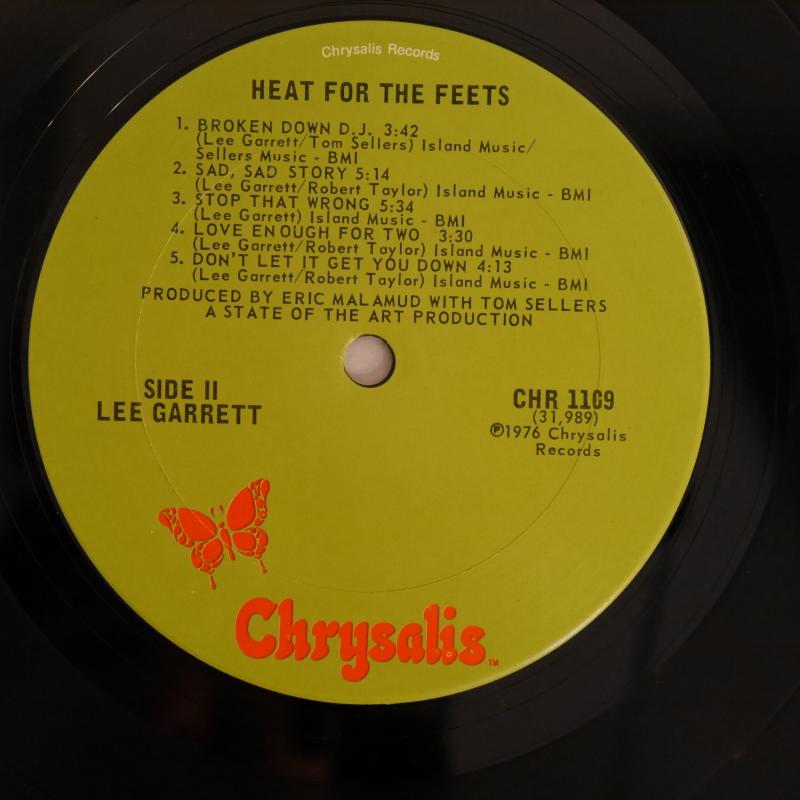 Chrysalis Records
HEAT FOR THE FEETS
1. BROKEN DOWN D.J. 3:42
(Lee Garrett/Tom Sellers) Island Music/
Sellers Music - BMI
2. SAD, SAD STORY 5:14
(Lee Garrett/Robert Taylor) Island Music - BMI
3. STOP THAT WRONG 5:34
(Lee Garrett) Island Music - BMI
4. LOVE ENOUGH FOR TWO 3:30
(Lee Garrett/Robert Taylor) Island Music - BMI
5. DON'T LET IT GET YOU DOWN 4:13
(Lee Garrett/Robert Taylor) Island Music - BMI
PRODUCED BY ERIC MALAMUD WITH TOM SELLERS
A STATE OF THE ART PRODUCTION
SIDE II
LEE GARRETT
CHR 1109
(31,989)
℗1976 Chrysalis
Records
Chrysalis™